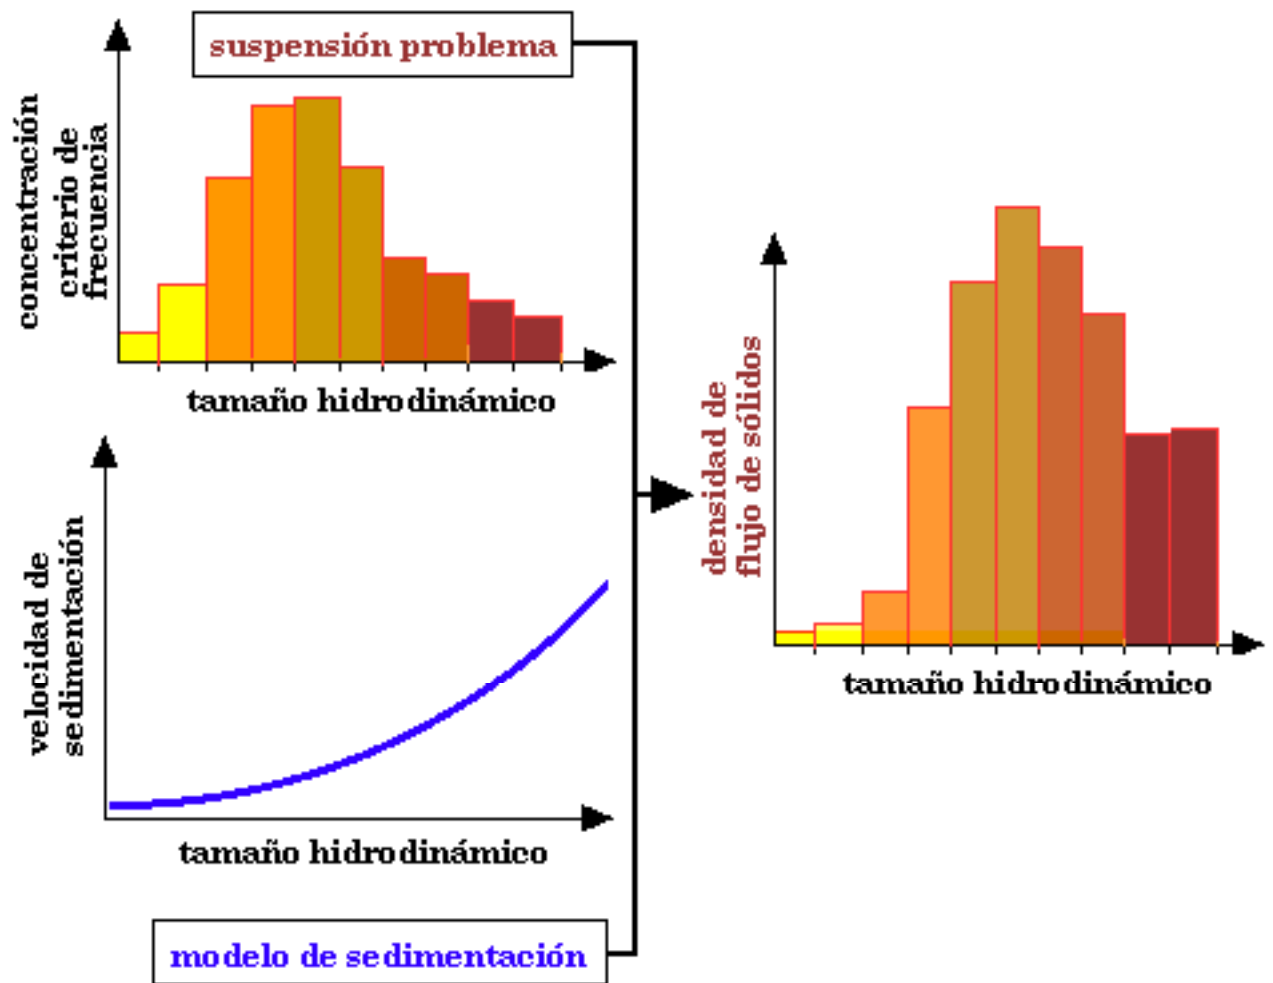 suspensión problema
concentración
criterio de
frecuencia
tamaño hidrodinámico
velocidad de
sedimentación
tamaño hidrodinámico
modelo de sedimentación
densidad de
flujo de sólidos
tamaño hidrodinámico